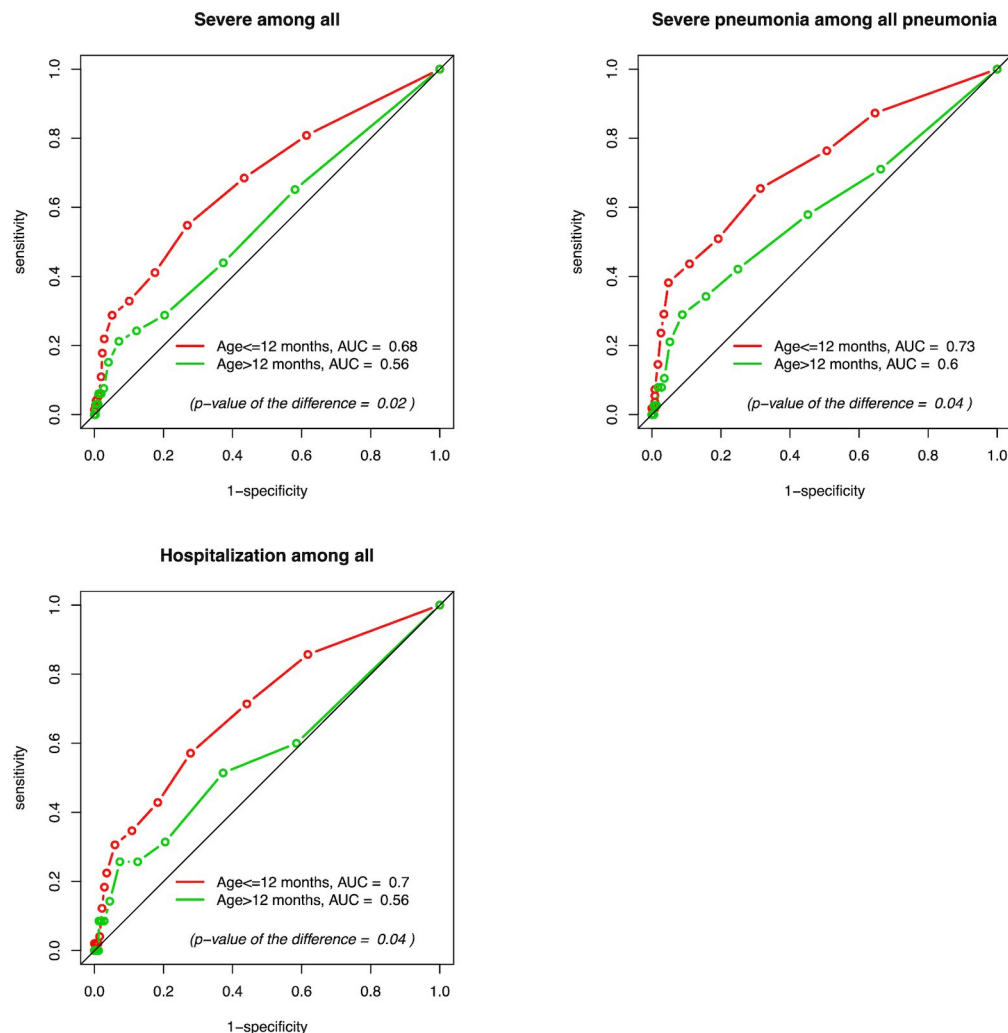 Severe among all
sensitivity
0.0 0.2 0.4 0.6 0.8 1.0
Age<=12 months, AUC = 0.68
Age>12 months, AUC = 0.56
(p-value of the difference = 0.02 )
0.0 0.2 0.4 0.6 0.8 1.0
1−specificity
Severe pneumonia among all pneumonia
sensitivity
0.0 0.2 0.4 0.6 0.8 1.0
Age<=12 months, AUC = 0.73
Age>12 months, AUC = 0.6
(p-value of the difference = 0.04 )
0.0 0.2 0.4 0.6 0.8 1.0
1−specificity
Hospitalization among all
sensitivity
0.0 0.2 0.4 0.6 0.8 1.0
Age<=12 months, AUC = 0.7
Age>12 months, AUC = 0.56
(p-value of the difference = 0.04 )
0.0 0.2 0.4 0.6 0.8 1.0
1−specificity